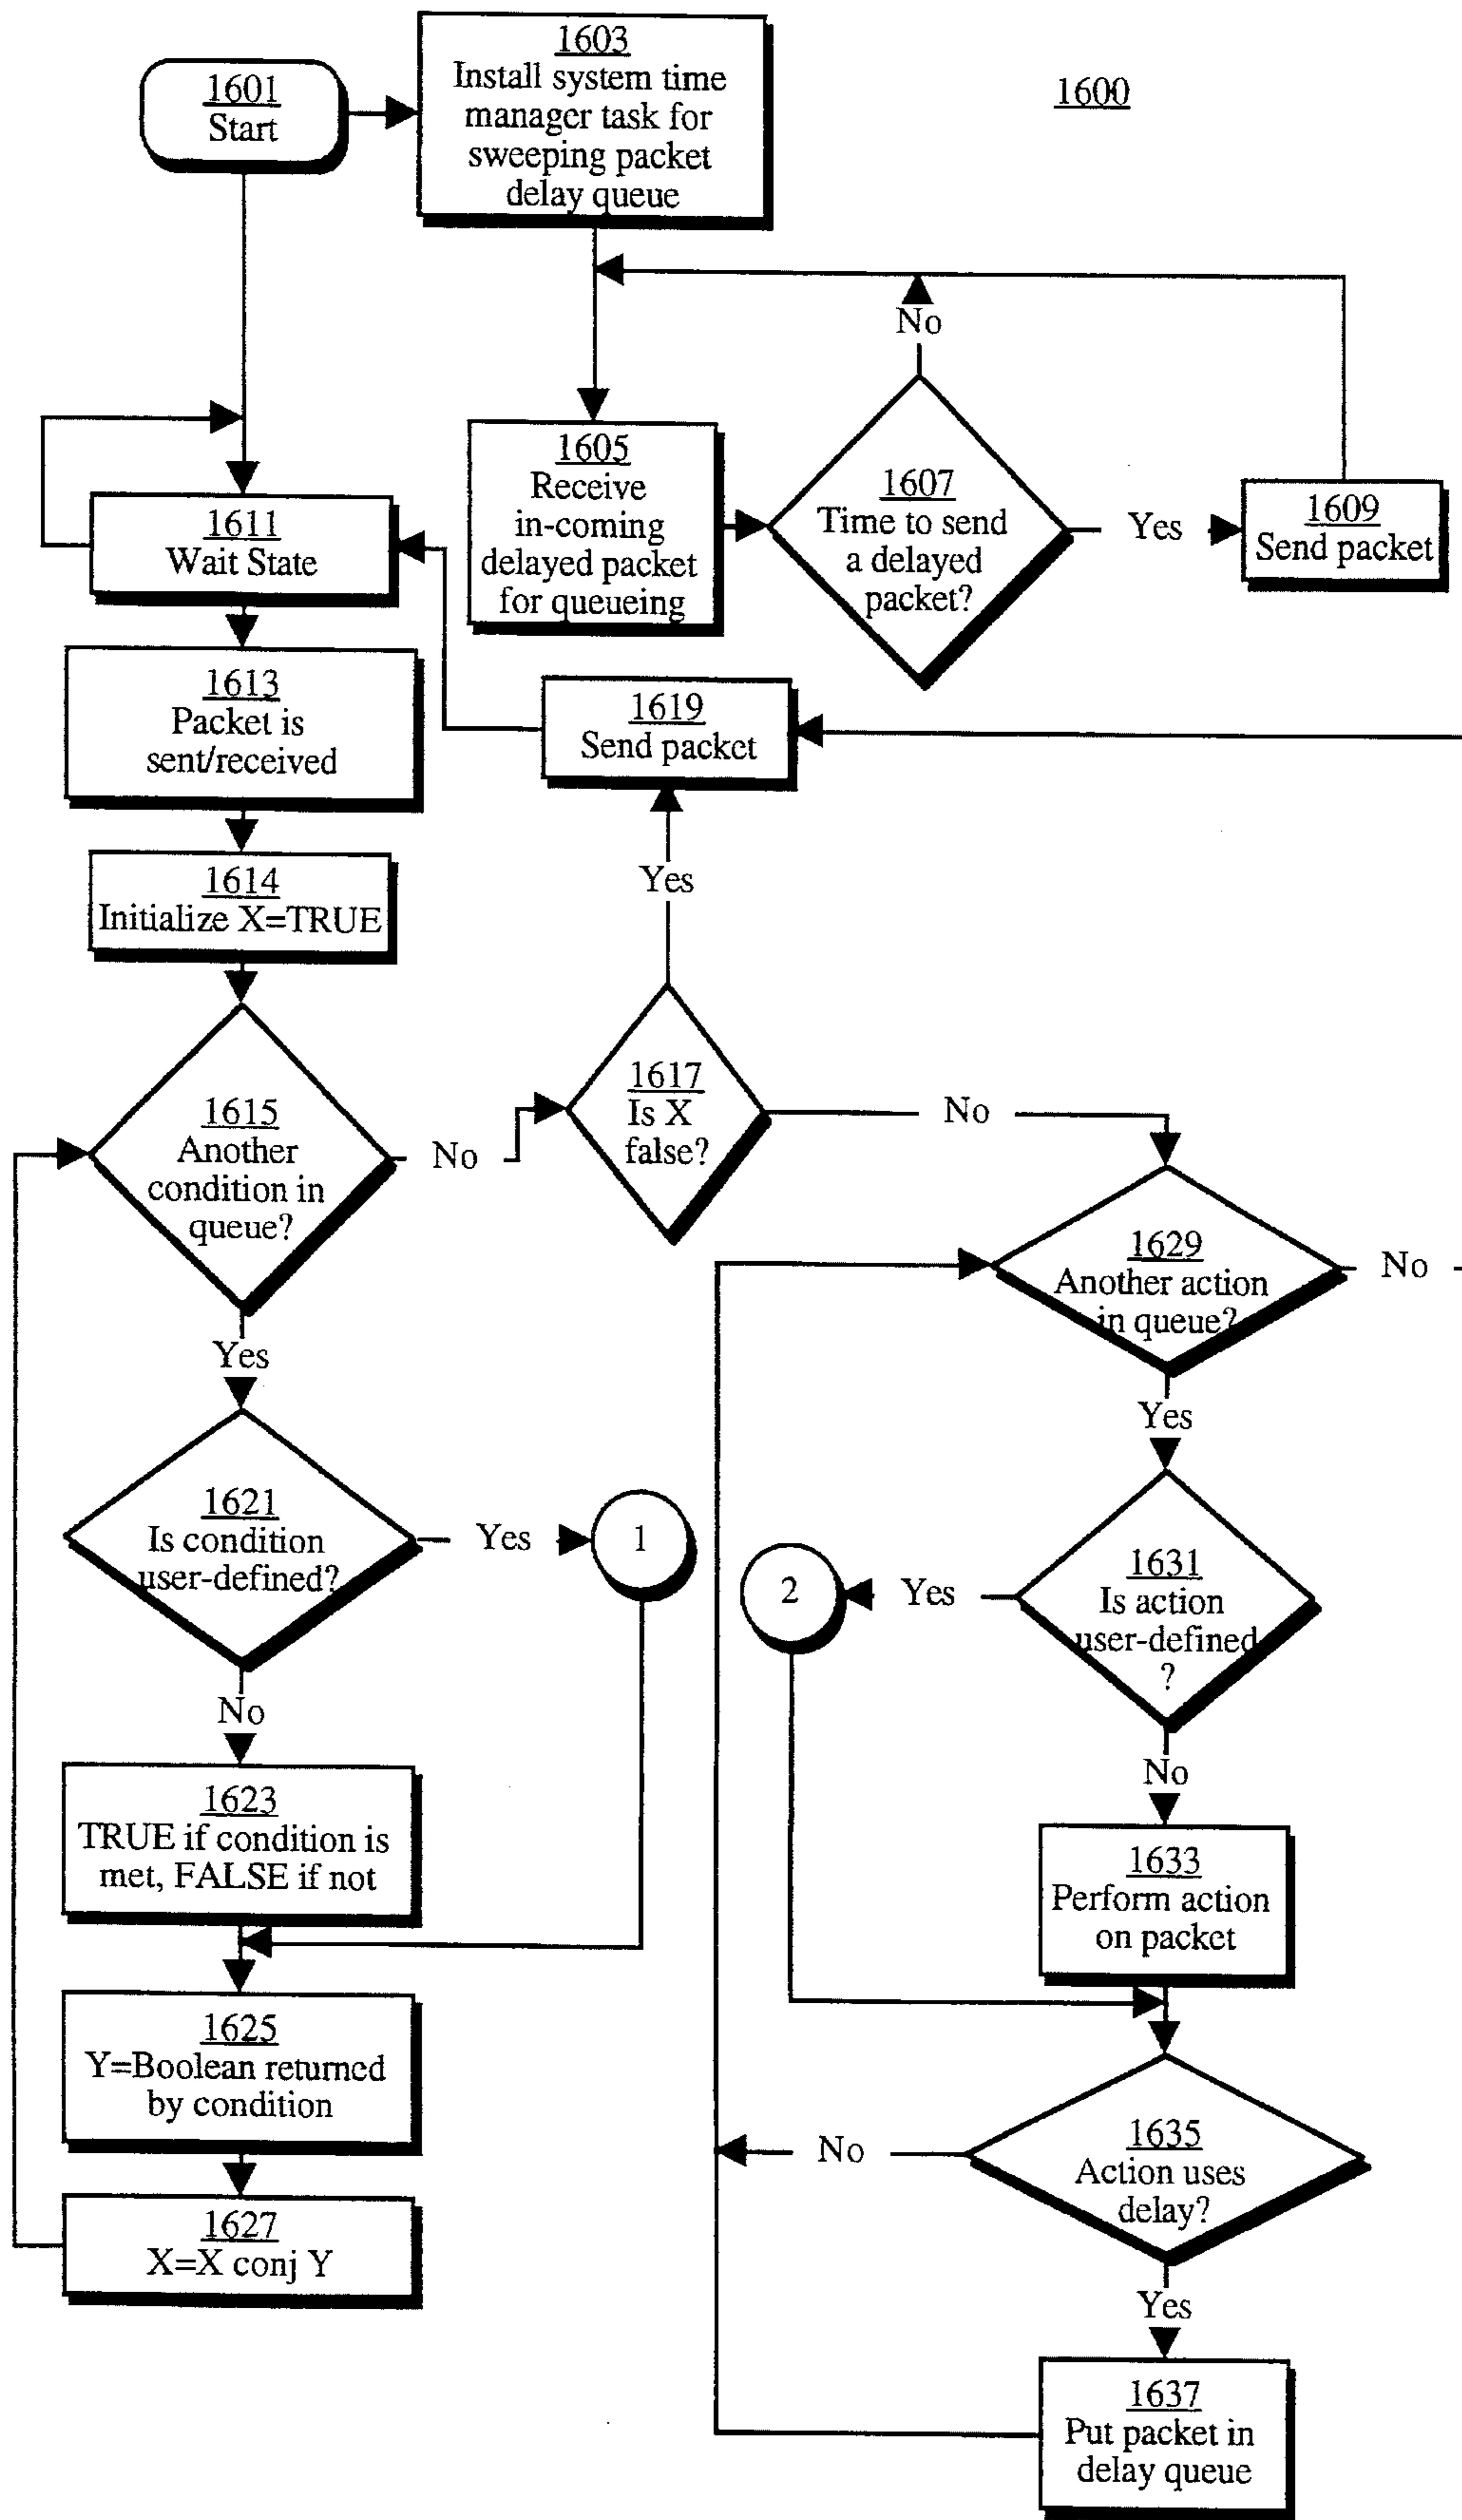 1603
Install system time
manager task for
sweeping packet
delay queue
1601
Start
1600
No
1605
Receive
in-coming
delayed packet
for queueing
1607
Time to send
a delayed
packet?
Yes
1609
Send packet
1611
Wait State
1613
Packet is
sent/received
1619
Send packet
1614
Initialize X=TRUE
Yes
1615
Another
condition in
queue?
No
1617
Is X
false?
No
1629
Another action
in queue?
No
Yes
Yes
1621
Is condition
user-defined?
Yes
1
2
Yes
1631
Is action
user-defined
?
No
No
1623
TRUE if condition is
met, FALSE if not
1633
Perform action
on packet
1625
Y=Boolean returned
by condition
1635
Action uses
delay?
No
1627
X=X conj Y
Yes
1637
Put packet in
delay queue